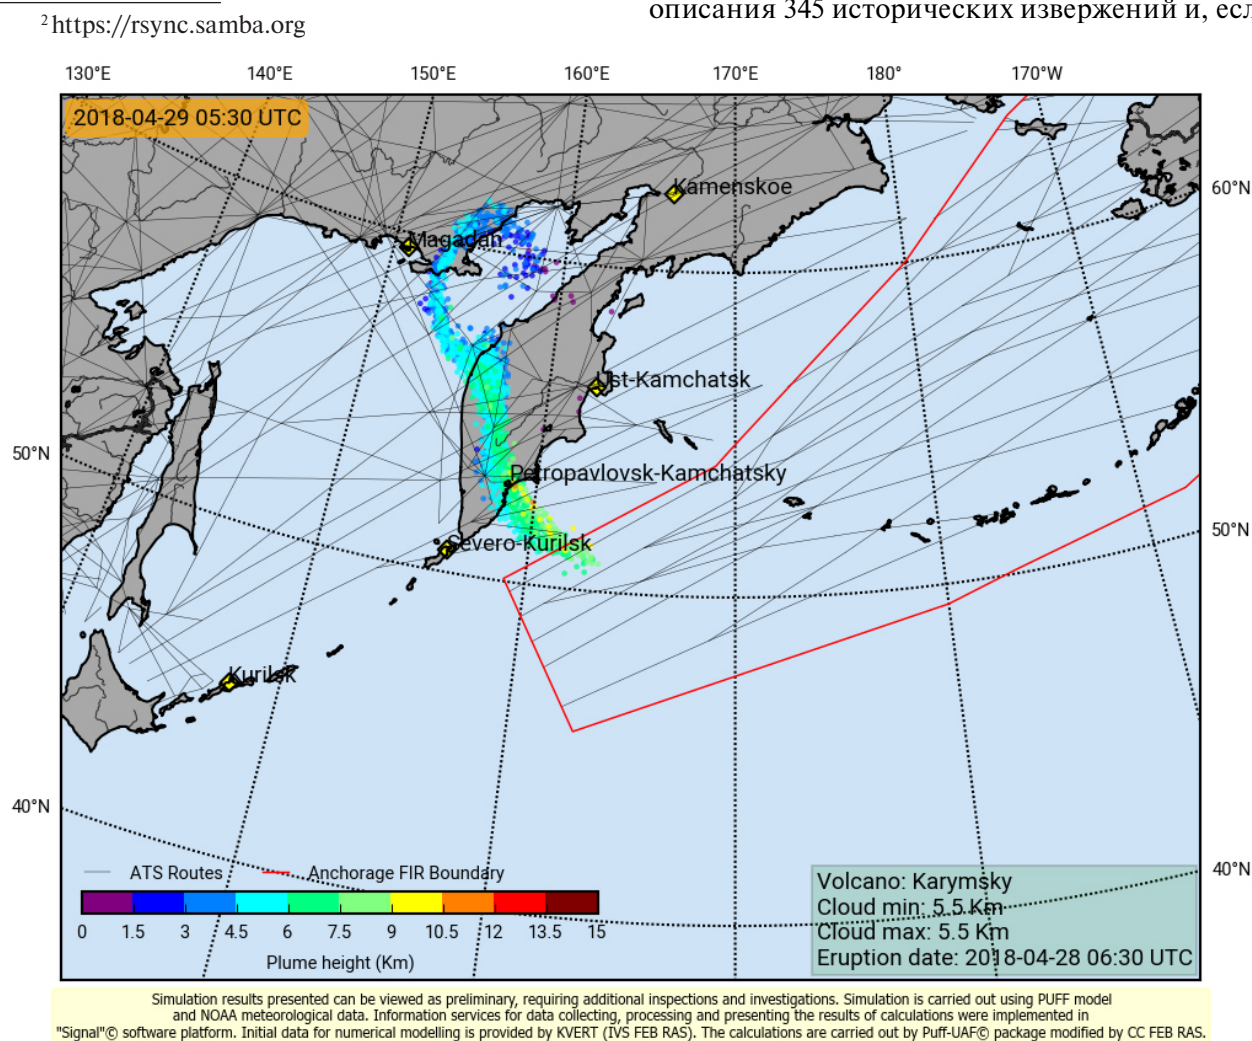 ² https://rsync.samba.org
описания 345 исторических извержений и, есл
130°E 140°E 150°E 160°E 170°E 180° 170°W
2018-04-29 05:30 UTC
Kamenskoe
60°N
Magadan
Ust-Kamchatsk
50°N
Petropavlovsk-Kamchatsky
50°N
Severo-Kurilsk
Kurilsk
40°N
40°N
ATS Routes Anchorage FIR Boundary
0 1.5 3 4.5 6 7.5 9 10.5 12 13.5 15
Plume height (Km)
Volcano: Karymsky
Cloud min: 5.5 Km
Cloud max: 5.5 Km
Eruption date: 2018-04-28 06:30 UTC
Simulation results presented can be viewed as preliminary, requiring additional inspections and investigations. Simulation is carried out using PUFF model
and NOAA meteorological data. Information services for data collecting, processing and presenting the results of calculations were implemented in
"Signal"© software platform. Initial data for numerical modelling is provided by KVERT (IVS FEB RAS). The calculations are carried out by Puff-UAF© package modified by CC FEB RAS.